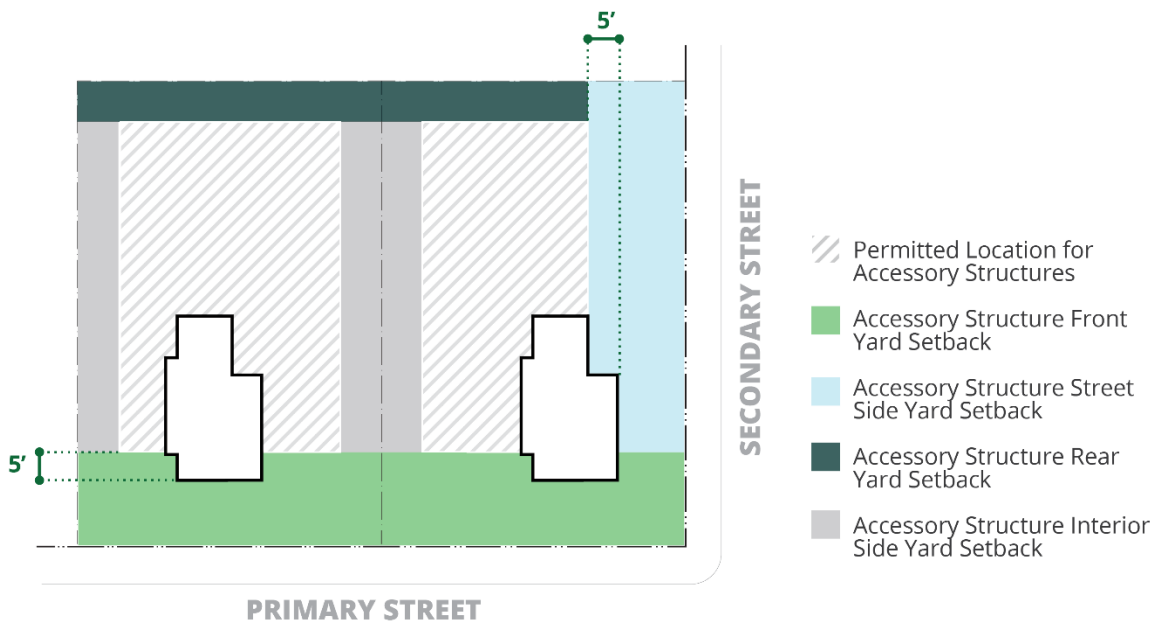 5’
SECONDARY STREET
Permitted Location for
Accessory Structures
Accessory Structure Front
Yard Setback
Accessory Structure Street
Side Yard Setback
Accessory Structure Rear
Yard Setback
Accessory Structure Interior
Side Yard Setback
5’
PRIMARY STREET